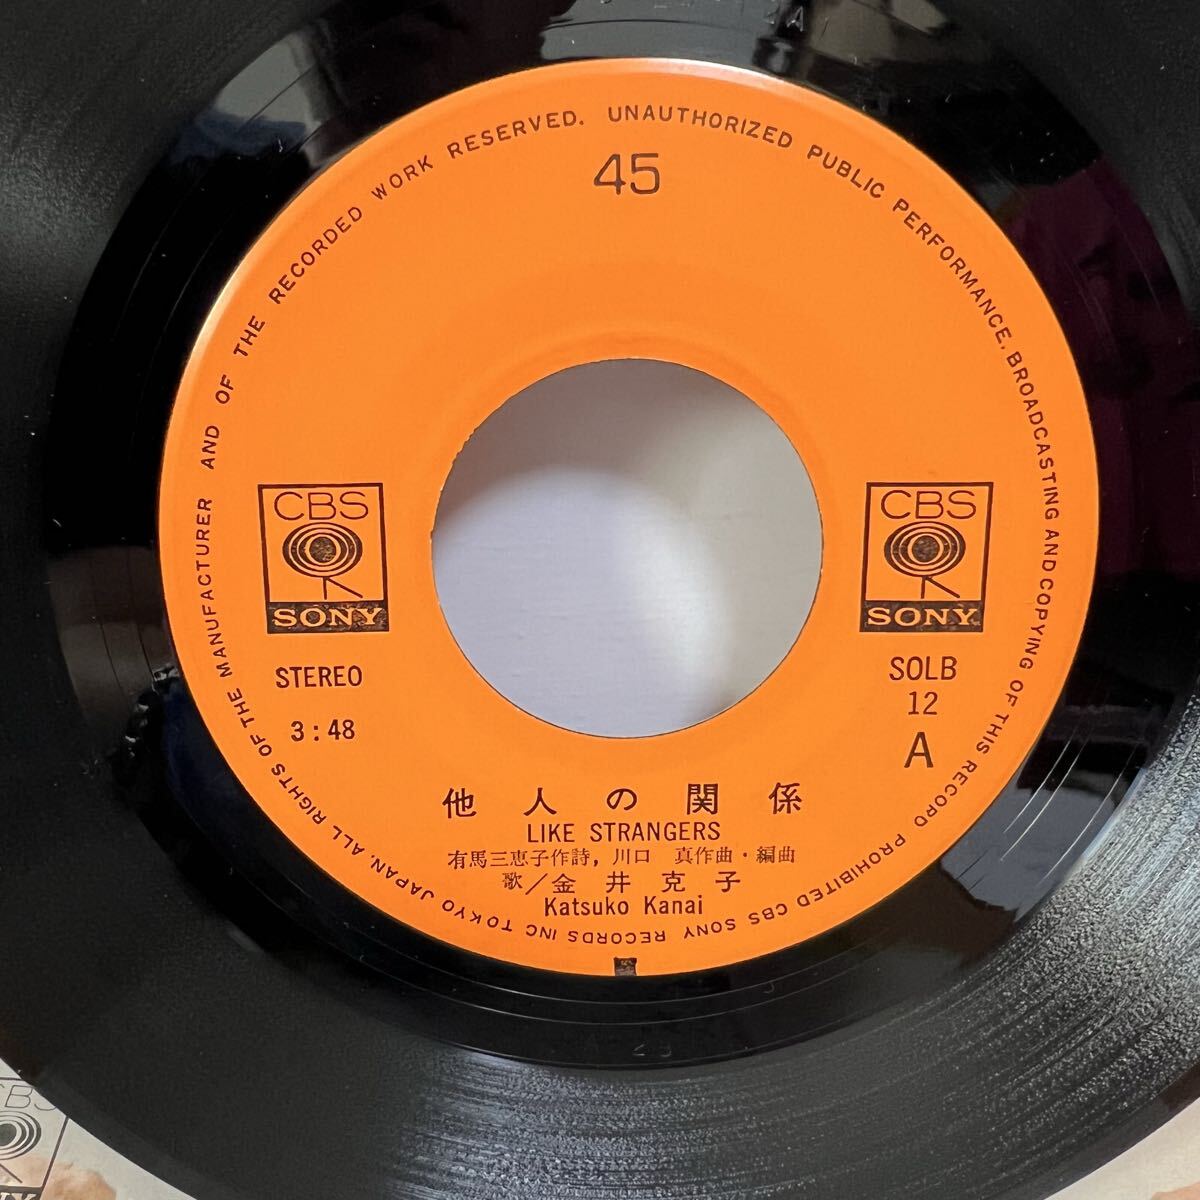 45
ALL RIGHTS OF THE MANUFACTURER AND OF THE RECORDED WORK RESERVED. UNAUTHORIZED PUBLIC PERFORMANCE, BROADCASTING AND COPYING OF THIS RECORD PROHIBITED CBS SONY RECORDS INC TOKYO JAPAN.
CBS
SONY
CBS
SONY
STEREO
3:48
SOLB
12
A
他人の関係
LIKE STRANGERS
有馬三恵子作詩, 川口 真作曲・編曲
歌/金井克子
Katsuko Kanai
CBS